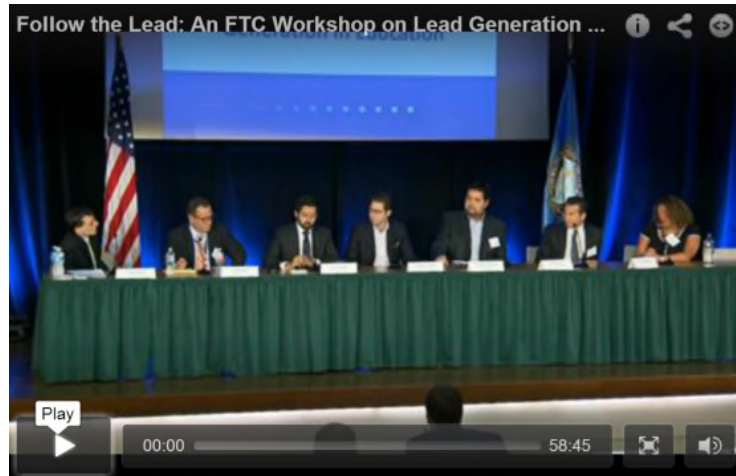 Follow the Lead: An FTC Workshop on Lead Generation ...
Generation in Education
Play
00:00
58:45